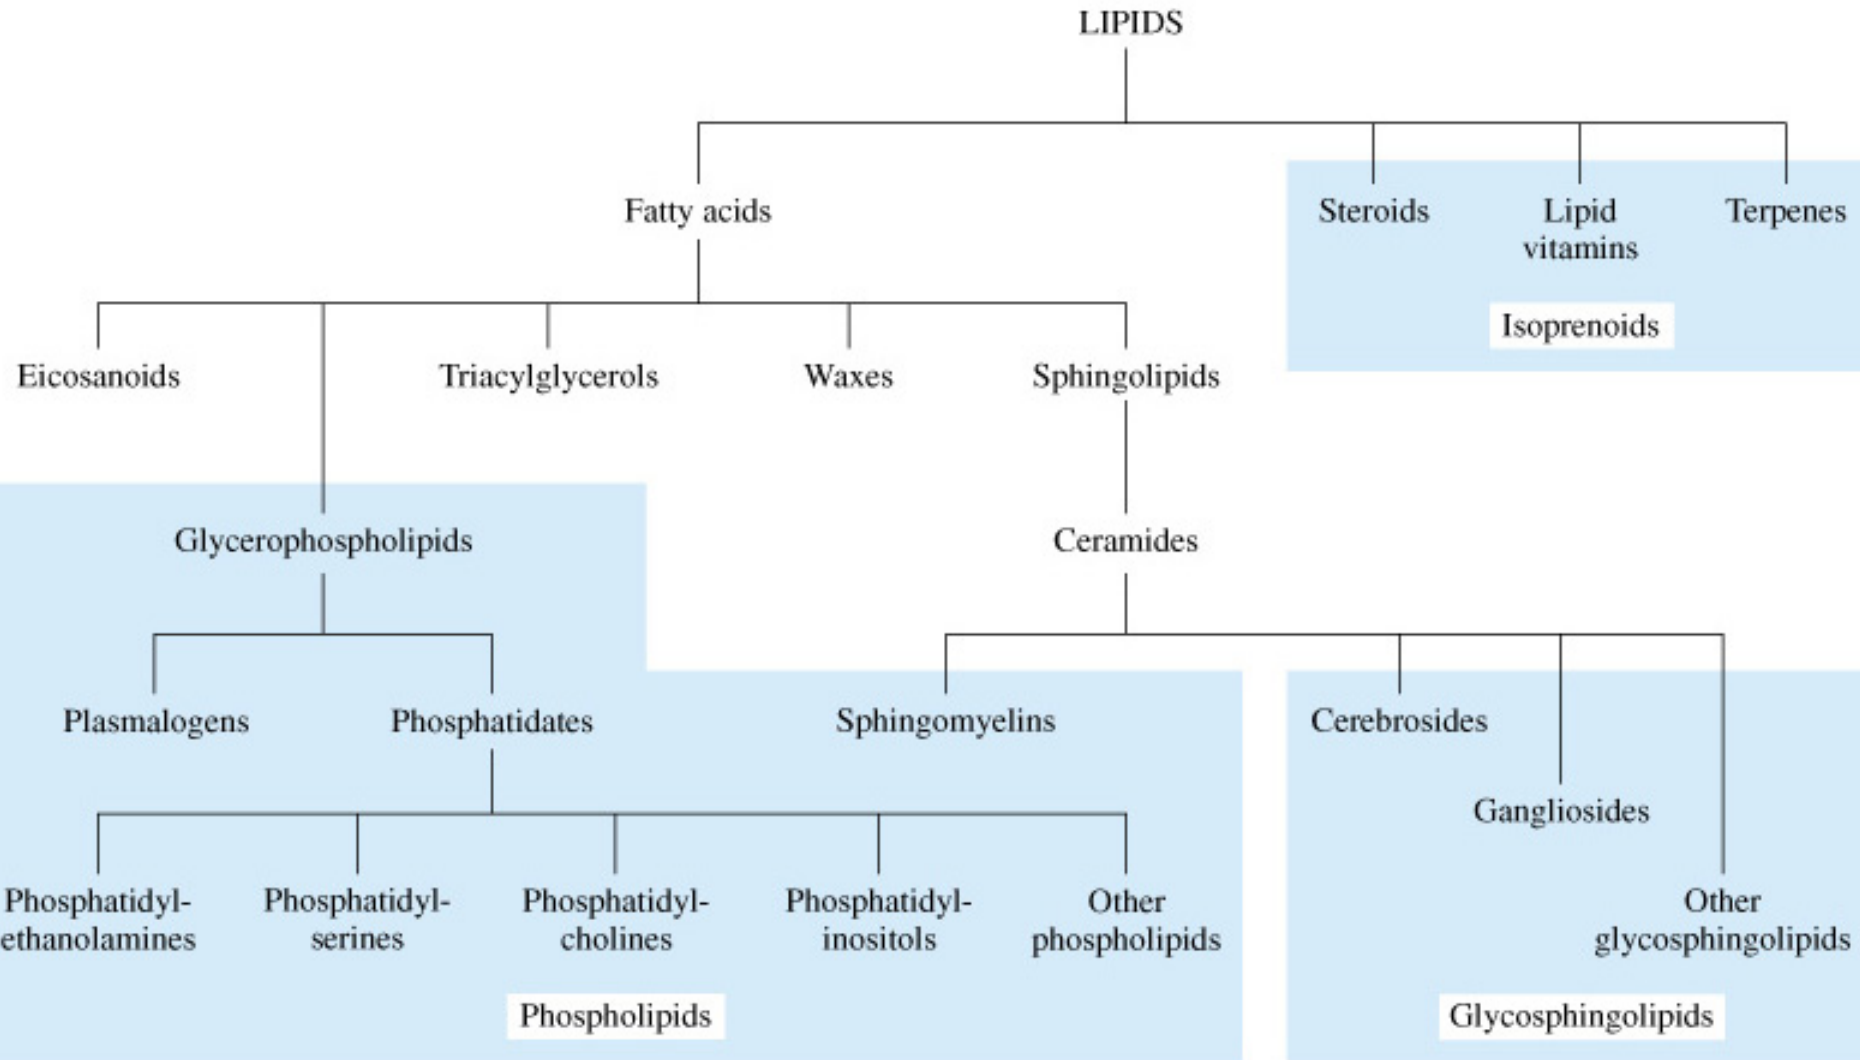 LIPIDS
Fatty acids
Steroids
Lipid
vitamins
Terpenes
Isoprenoids
Eicosanoids
Triacylglycerols
Waxes
Sphingolipids
Glycerophospholipids
Ceramides
Plasmalogens
Phosphatidates
Sphingomyelins
Cerebrosides
Gangliosides
Phosphatidyl-
ethanolamines
Phosphatidyl-
serines
Phosphatidyl-
cholines
Phosphatidyl-
inositols
Other
phospholipids
Other
glycosphingolipids
Phospholipids
Glycosphingolipids